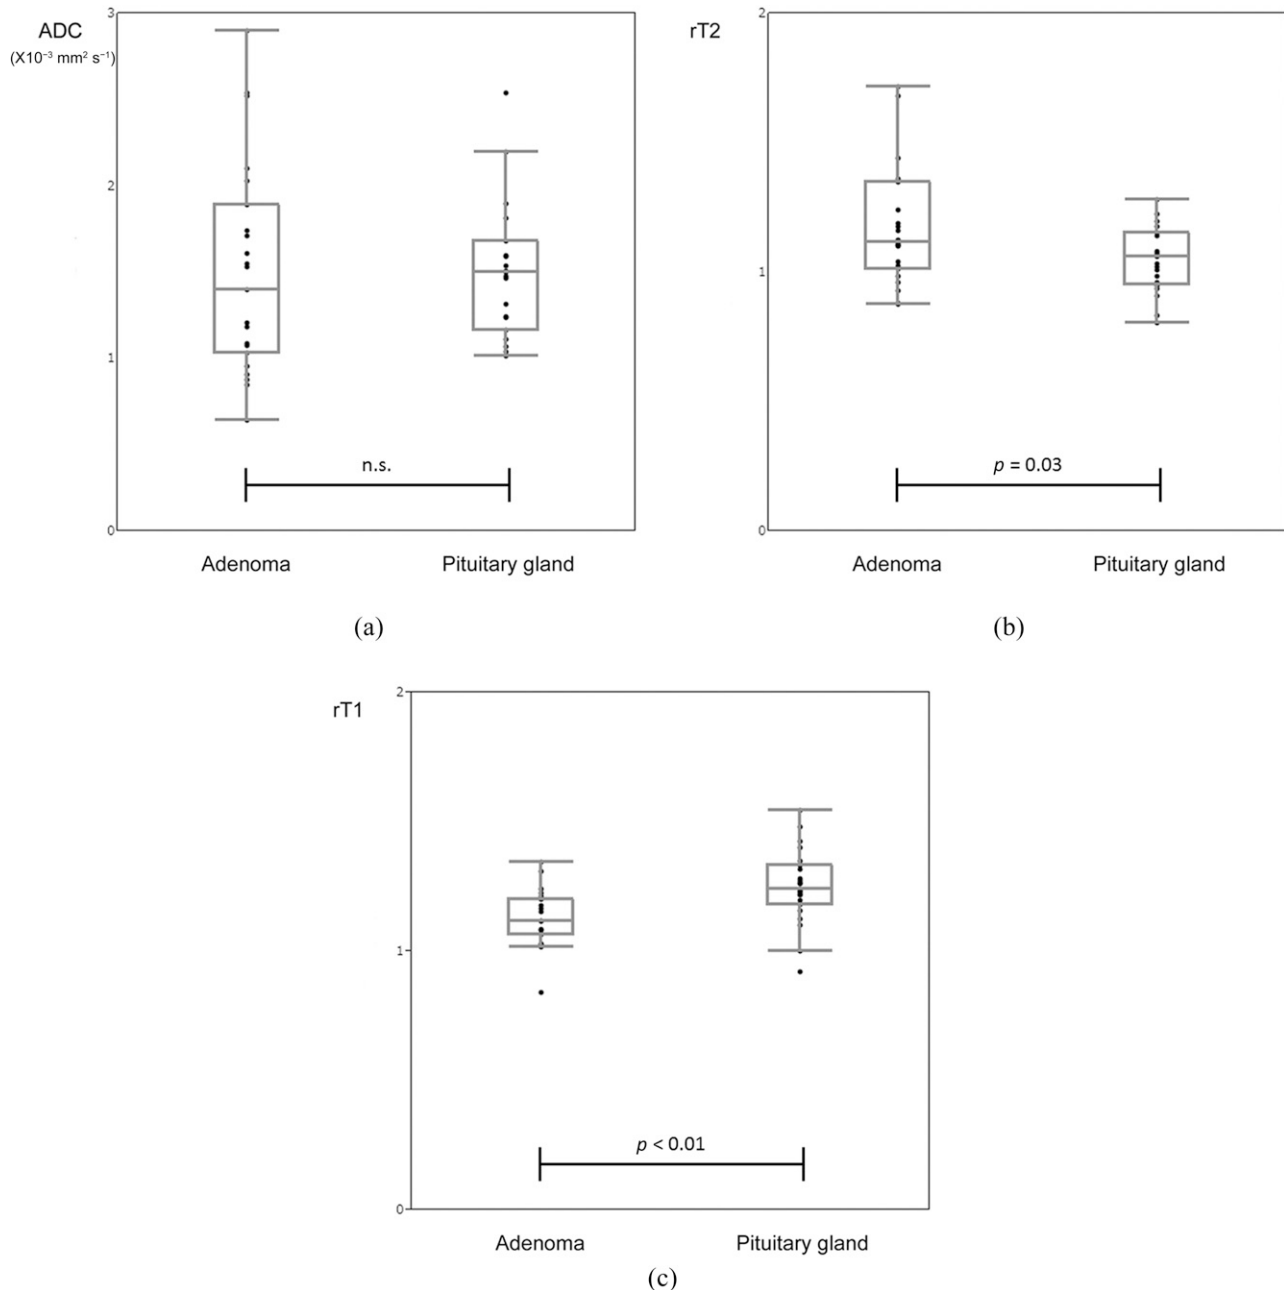 3
ADC
(X10⁻³ mm² s⁻¹)
2
1
n.s.
0
Adenoma Pituitary gland
(a)
2
rT2
1
p = 0.03
0
Adenoma Pituitary gland
(b)
2
rT1
1
p < 0.01
0
Adenoma Pituitary gland
(c)